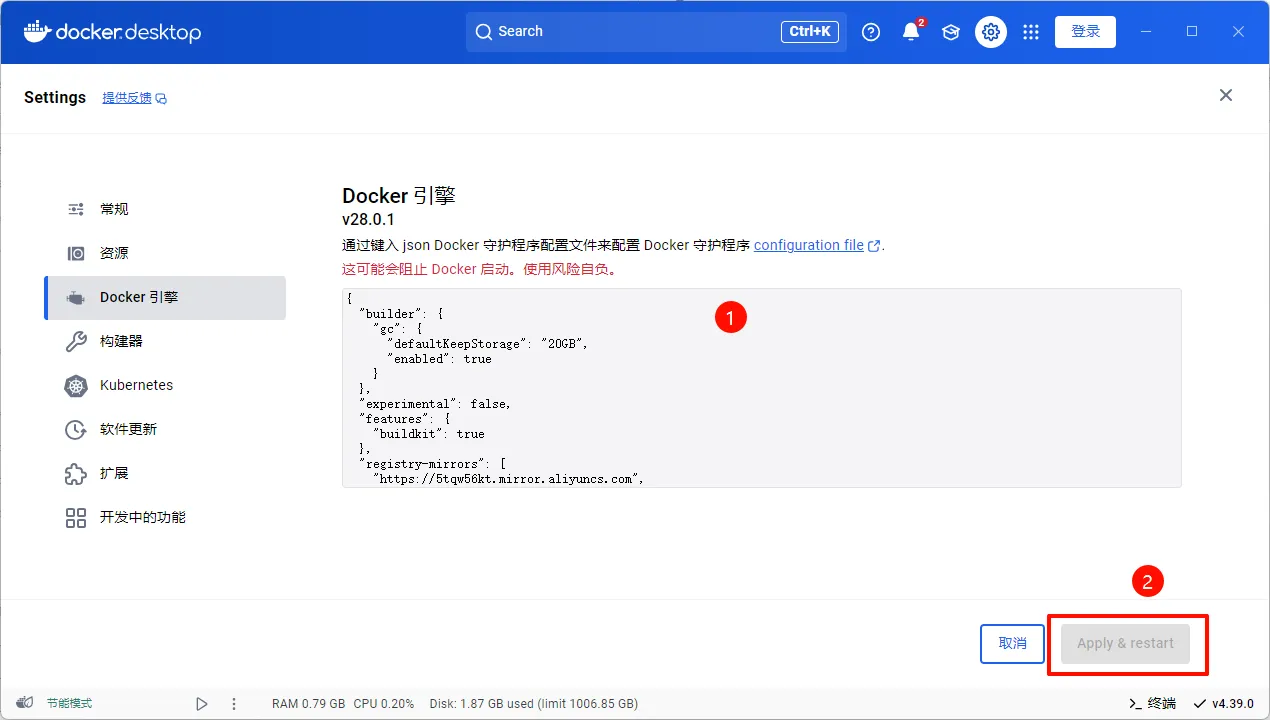 docker.desktop
Search
Ctrl+K
2
登录
Settings 提供反馈
常规
资源
Docker 引擎
构建器
Kubernetes
软件更新
扩展
开发中的功能
Docker 引擎
v28.0.1
通过键入 json Docker 守护程序配置文件来配置 Docker 守护程序 configuration file.
这可能会阻止 Docker 启动。使用风险自负。
{
"builder": {
"gc": {
"defaultKeepStorage": "20GB",
"enabled": true
}
},
"experimental": false,
"features": {
"buildkit": true
},
"registry-mirrors": [
"https://5tqw56kt.mirror.aliyuncs.com",
1
2
取消
Apply & restart
节能模式
RAM 0.79 GB CPU 0.20% Disk: 1.87 GB used (limit 1006.85 GB)
>_ 终端
v4.39.0